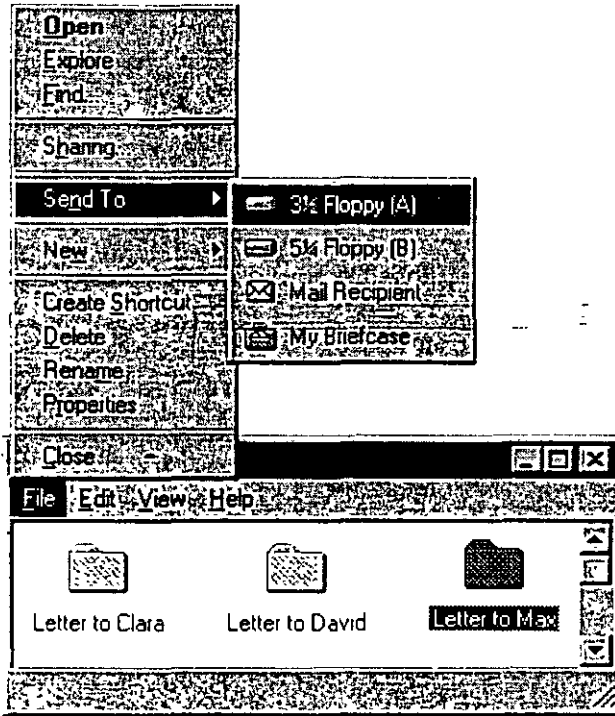 Open
Explore
Find
Sharing
Send To
3½ Floppy (A)
New
5¼ Floppy (B)
Mail Recipient
Create Shortcut
Delete
My Briefcase
Rename
Properties
Close
File Edit View Help
Letter to Clara Letter to David Letter to Max